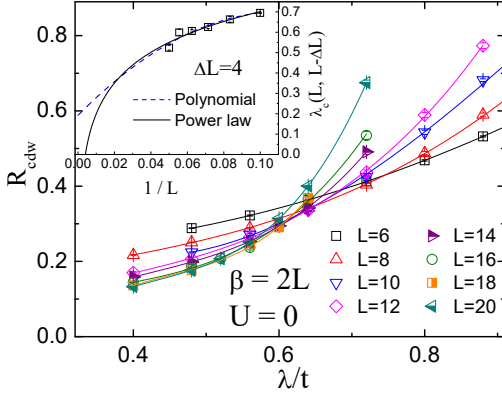 0.8
0.6
0.4
0.2
0.0
R_cdw
0.4
0.6
0.8
λ/t
0.7
0.6
0.5
0.4
0.3
0.2
0.1
0.0
λ_c(L, L-ΔL)
ΔL=4
Polynomial
Power law
0.00 0.02 0.04 0.06 0.08 0.10
1 / L
β = 2L
U = 0
L=6 L=14
L=8 L=16
L=10 L=18
L=12 L=20